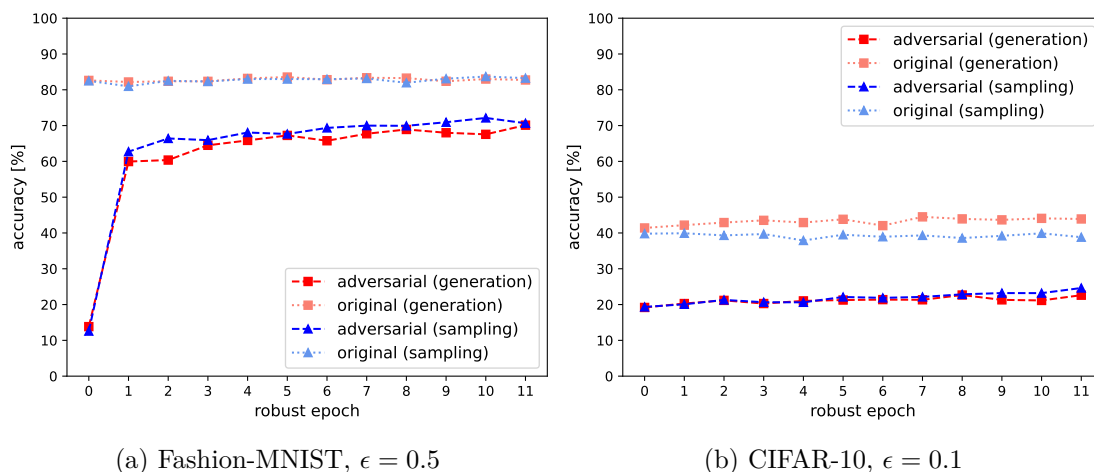 100
90
80
70
60
50
40
30
20
10
0
accuracy [%]
adversarial (generation)
original (generation)
adversarial (sampling)
original (sampling)
0 1 2 3 4 5 6 7 8 9 10 11
robust epoch
(a) Fashion-MNIST, ϵ = 0.5
100
90
80
70
60
50
40
30
20
10
0
accuracy [%]
adversarial (generation)
original (generation)
adversarial (sampling)
original (sampling)
0 1 2 3 4 5 6 7 8 9 10 11
robust epoch
(b) CIFAR-10, ϵ = 0.1